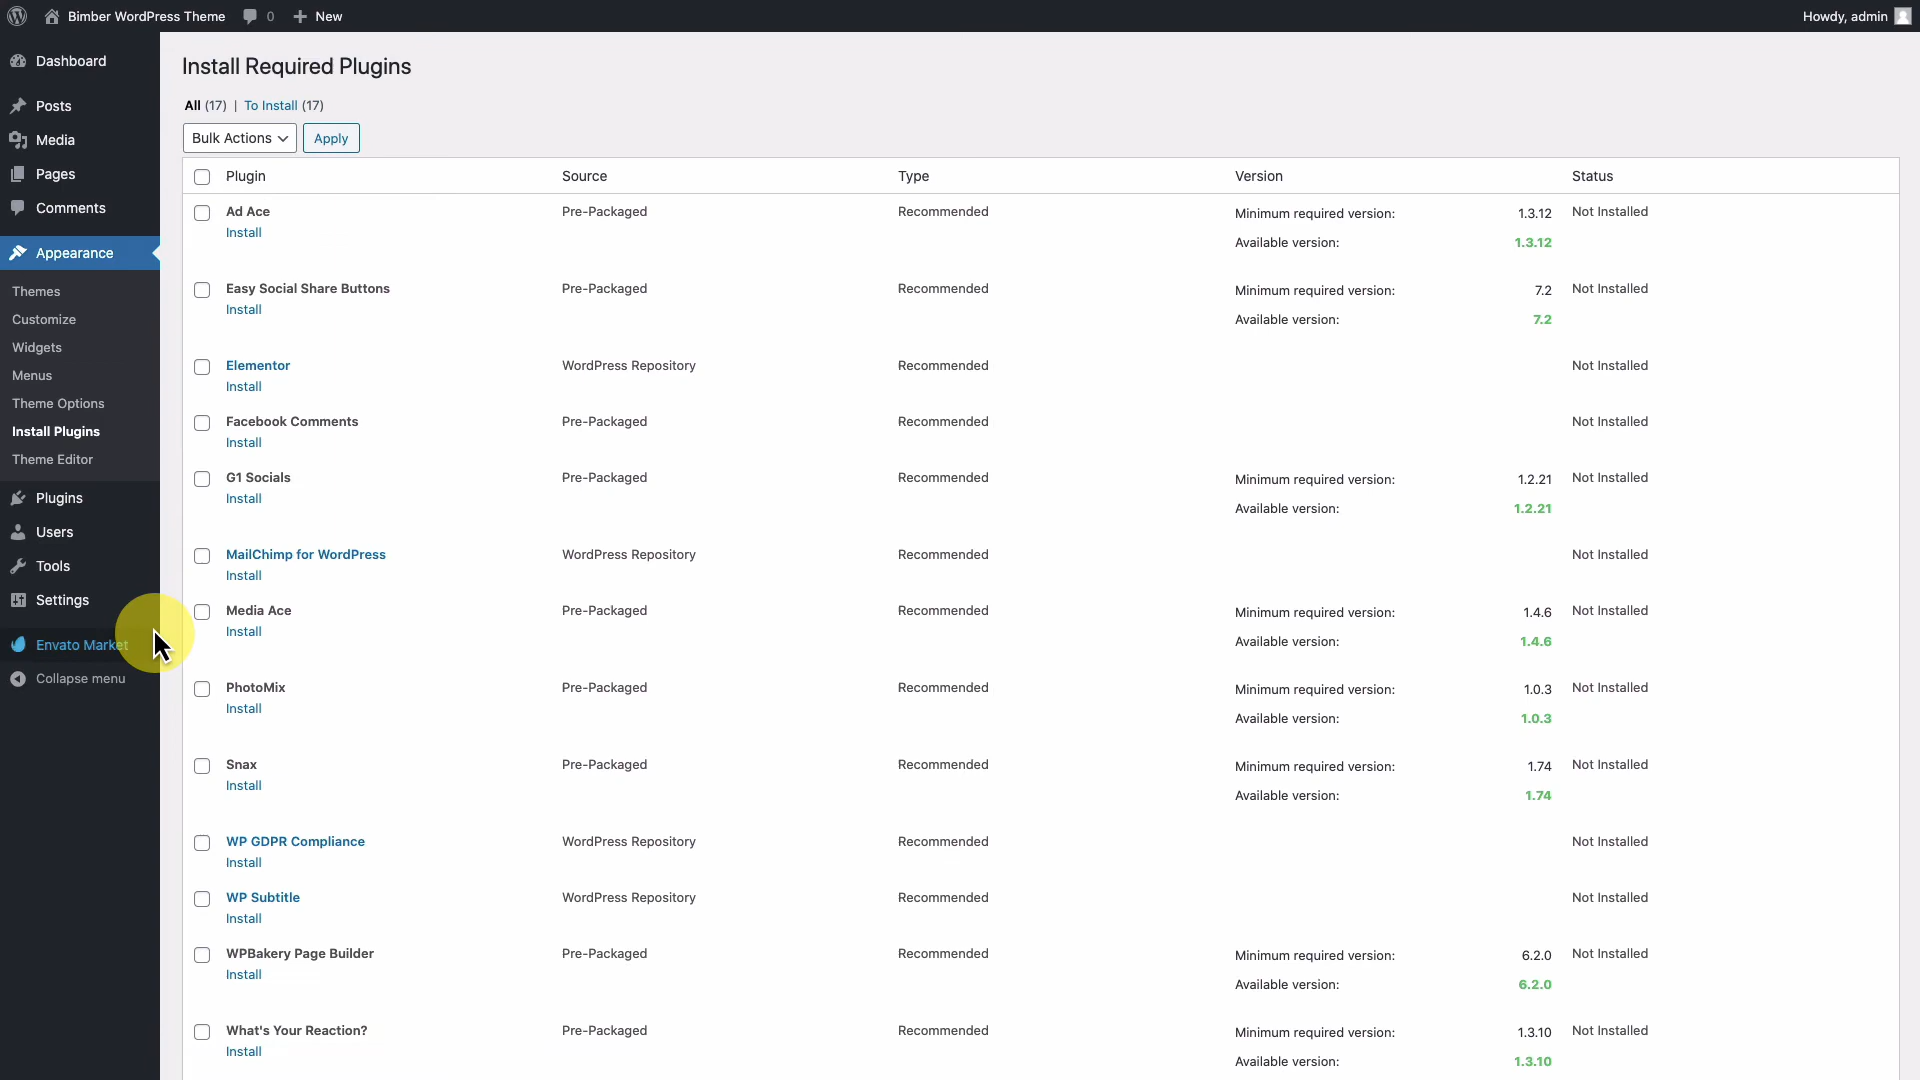 Bimber WordPress Theme 0 New Howdy, admin
Dashboard
Posts
Media
Pages
Comments
Appearance
Themes
Customize
Widgets
Menus
Theme Options
Install Plugins
Theme Editor
Plugins
Users
Tools
Settings
Envato Market
Collapse menu
Install Required Plugins
All (17) | To Install (17)
Bulk Actions Apply
Plugin Source Type Version Status
Ad Ace Pre-Packaged Recommended Minimum required version: 1.3.12 Not Installed
Install Available version: 1.3.12
Easy Social Share Buttons Pre-Packaged Recommended Minimum required version: 7.2 Not Installed
Install Available version: 7.2
Elementor WordPress Repository Recommended Not Installed
Install
Facebook Comments Pre-Packaged Recommended Not Installed
Install
G1 Socials Pre-Packaged Recommended Minimum required version: 1.2.21 Not Installed
Install Available version: 1.2.21
MailChimp for WordPress WordPress Repository Recommended Not Installed
Install
Media Ace Pre-Packaged Recommended Minimum required version: 1.4.6 Not Installed
Install Available version: 1.4.6
PhotoMix Pre-Packaged Recommended Minimum required version: 1.0.3 Not Installed
Install Available version: 1.0.3
Snax Pre-Packaged Recommended Minimum required version: 1.74 Not Installed
Install Available version: 1.74
WP GDPR Compliance WordPress Repository Recommended Not Installed
Install
WP Subtitle WordPress Repository Recommended Not Installed
Install
WPBakery Page Builder Pre-Packaged Recommended Minimum required version: 6.2.0 Not Installed
Install Available version: 6.2.0
What's Your Reaction? Pre-Packaged Recommended Minimum required version: 1.3.10 Not Installed
Install Available version: 1.3.10